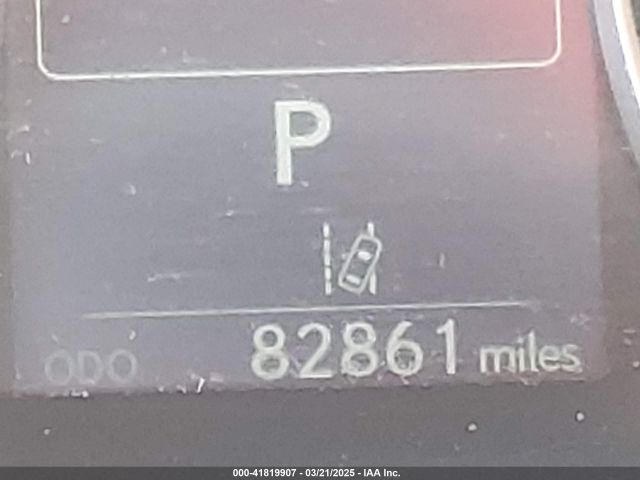 P
ODO 82861 miles
000-41819907 - 03/21/2025 - IAA Inc.